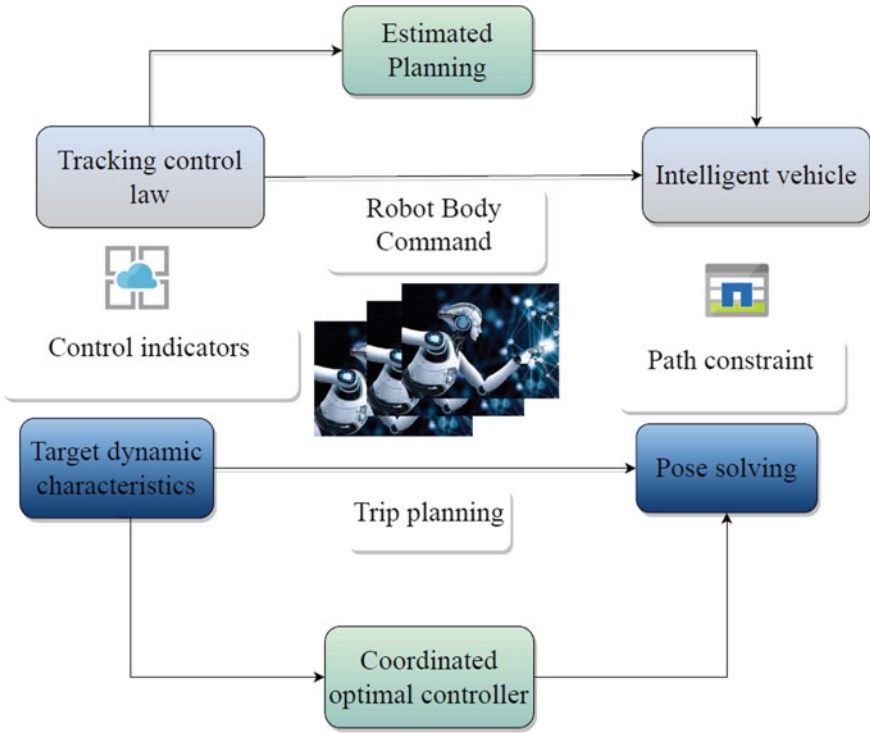 Estimated
Planning
Tracking control
law
Intelligent vehicle
Robot Body
Command
Control indicators
Path constraint
Target dynamic
characteristics
Pose solving
Trip planning
Coordinated
optimal controller